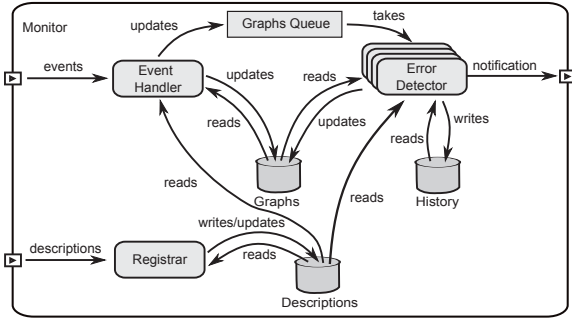 Monitor
updates
Graphs Queue
takes
events
Event
Handler
updates
reads
reads
updates
Error
Detector
notification
reads
writes
Graphs
History
reads
reads
descriptions
Registrar
writes/updates
reads
Descriptions